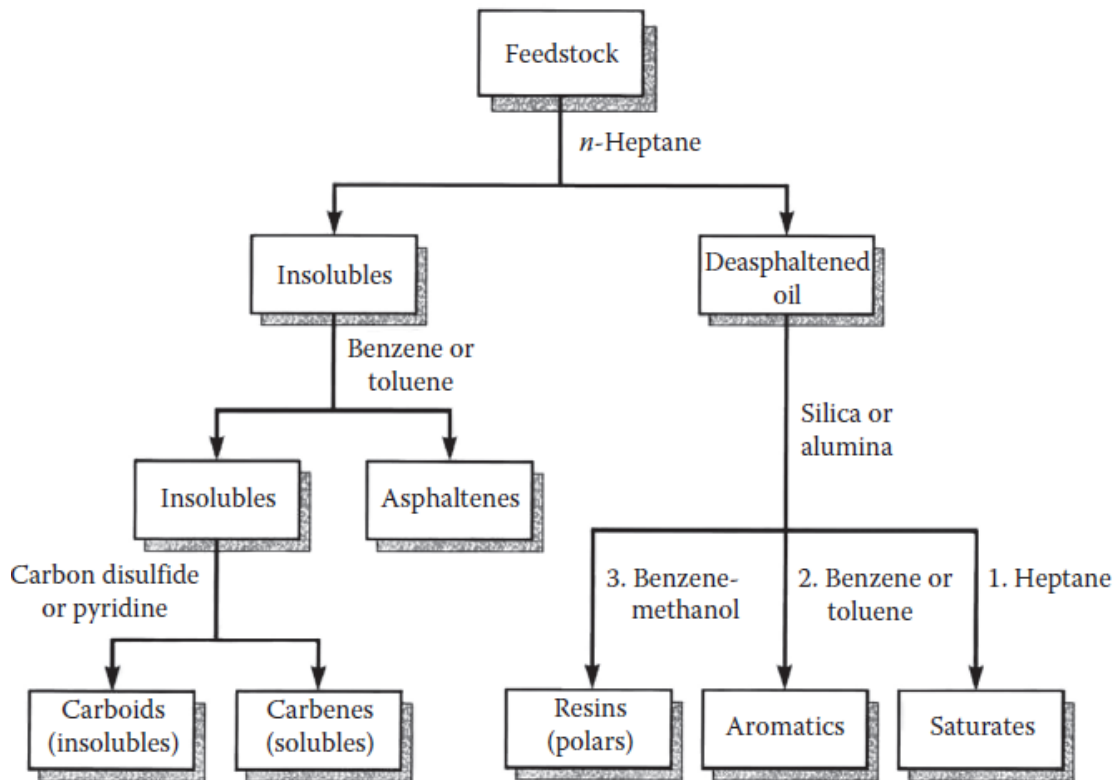 Feedstock
n-Heptane
Insolubles
Deasphaltened
oil
Benzene or
toluene
Silica or
alumina
Insolubles
Asphaltenes
Carbon disulfide
or pyridine
3. Benzene-
methanol
2. Benzene or
toluene
1. Heptane
Carboids
(insolubles)
Carbenes
(solubles)
Resins
(polars)
Aromatics
Saturates